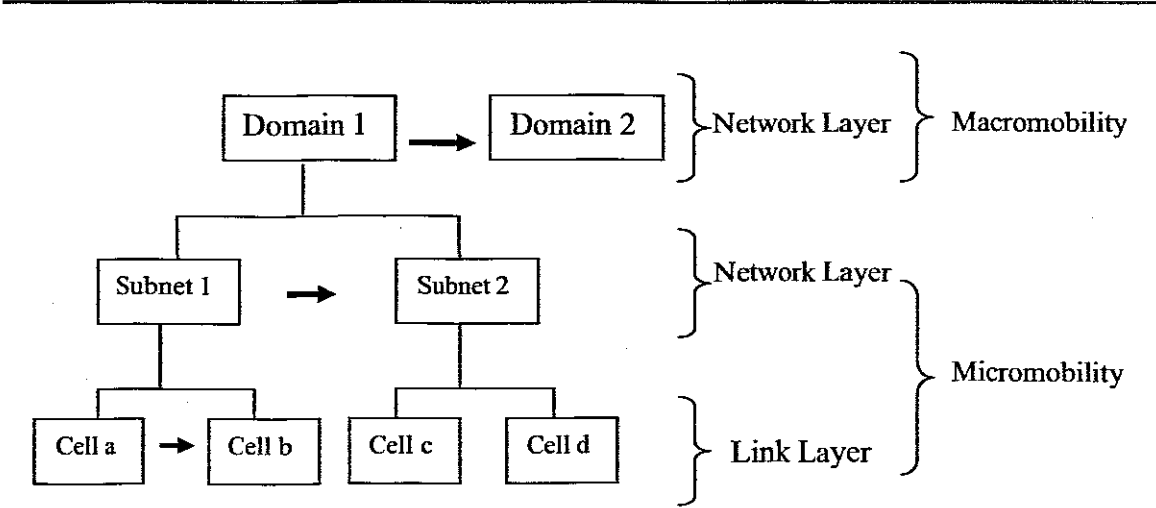 Domain 1
Domain 2
Network Layer
Macromobility
Subnet 1
Subnet 2
Network Layer
Micromobility
Cell a
Cell b
Cell c
Cell d
Link Layer